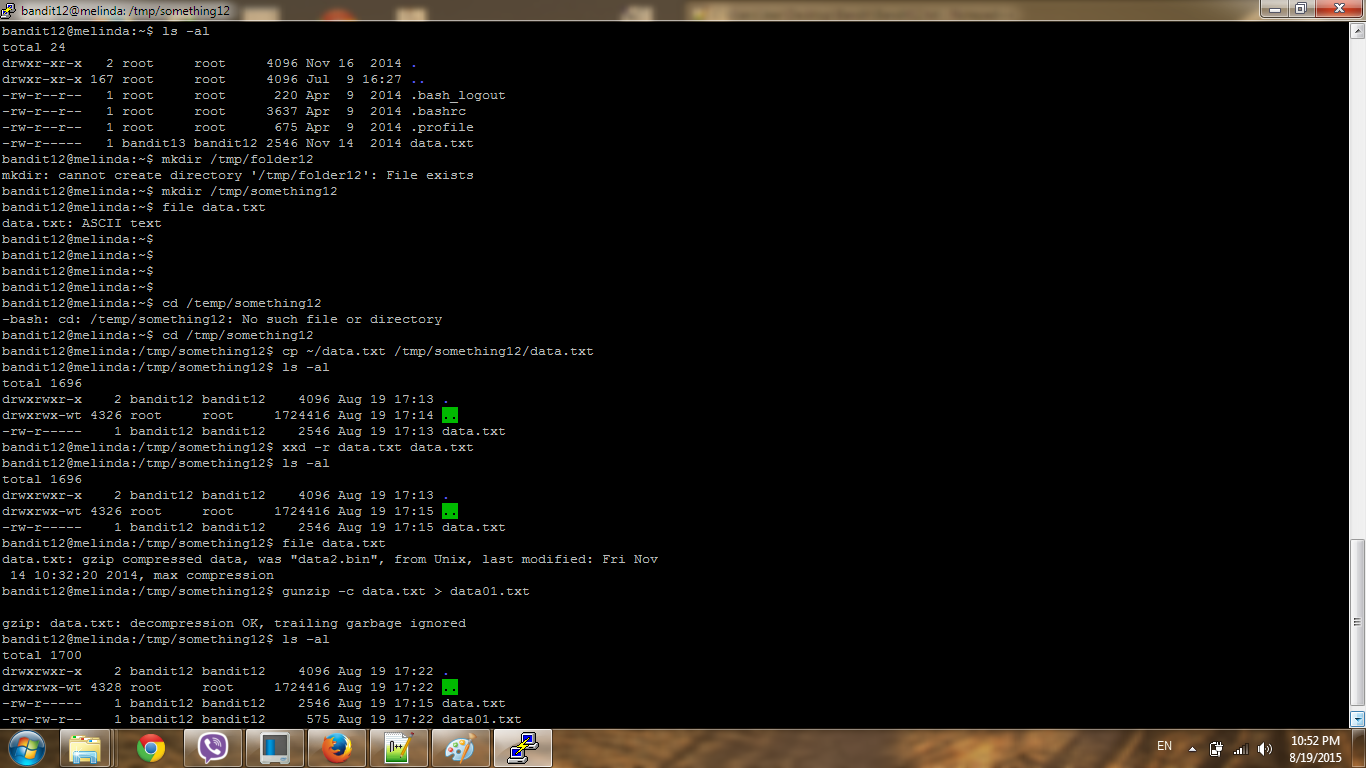 bandit12@melinda: /tmp/something12
bandit12@melinda:~$ ls -al
total 24
drwxr-xr-x   2 root     root     4096 Nov 16  2014 .
drwxr-xr-x 167 root     root     4096 Jul  9 16:27 ..
-rw-r--r--   1 root     root      220 Apr  9  2014 .bash_logout
-rw-r--r--   1 root     root     3637 Apr  9  2014 .bashrc
-rw-r--r--   1 root     root      675 Apr  9  2014 .profile
-rw-r-----   1 bandit13 bandit12 2546 Nov 14  2014 data.txt
bandit12@melinda:~$ mkdir /tmp/folder12
mkdir: cannot create directory '/tmp/folder12': File exists
bandit12@melinda:~$ mkdir /tmp/something12
bandit12@melinda:~$ file data.txt
data.txt: ASCII text
bandit12@melinda:~$
bandit12@melinda:~$
bandit12@melinda:~$
bandit12@melinda:~$
bandit12@melinda:~$ cd /temp/something12
-bash: cd: /temp/something12: No such file or directory
bandit12@melinda:~$ cd /tmp/something12
bandit12@melinda:/tmp/something12$ cp ~/data.txt /tmp/something12/data.txt
bandit12@melinda:/tmp/something12$ ls -al
total 1696
drwxrwxr-x    2 bandit12 bandit12    4096 Aug 19 17:13 .
drwxrwx-wt 4326 root     root     1724416 Aug 19 17:14 ..
-rw-r-----    1 bandit12 bandit12    2546 Aug 19 17:13 data.txt
bandit12@melinda:/tmp/something12$ xxd -r data.txt data.txt
bandit12@melinda:/tmp/something12$ ls -al
total 1696
drwxrwxr-x    2 bandit12 bandit12    4096 Aug 19 17:13 .
drwxrwx-wt 4326 root     root     1724416 Aug 19 17:15 ..
-rw-r-----    1 bandit12 bandit12    2546 Aug 19 17:15 data.txt
bandit12@melinda:/tmp/something12$ file data.txt
data.txt: gzip compressed data, was "data2.bin", from Unix, last modified: Fri Nov
 14 10:32:20 2014, max compression
bandit12@melinda:/tmp/something12$ gunzip -c data.txt > data01.txt
gzip: data.txt: decompression OK, trailing garbage ignored
bandit12@melinda:/tmp/something12$ ls -al
total 1700
drwxrwxr-x    2 bandit12 bandit12    4096 Aug 19 17:22 .
drwxrwx-wt 4328 root     root     1724416 Aug 19 17:22 ..
-rw-r-----    1 bandit12 bandit12    2546 Aug 19 17:15 data.txt
-rw-rw-r--    1 bandit12 bandit12     575 Aug 19 17:22 data01.txt
EN
10:52 PM
8/19/2015